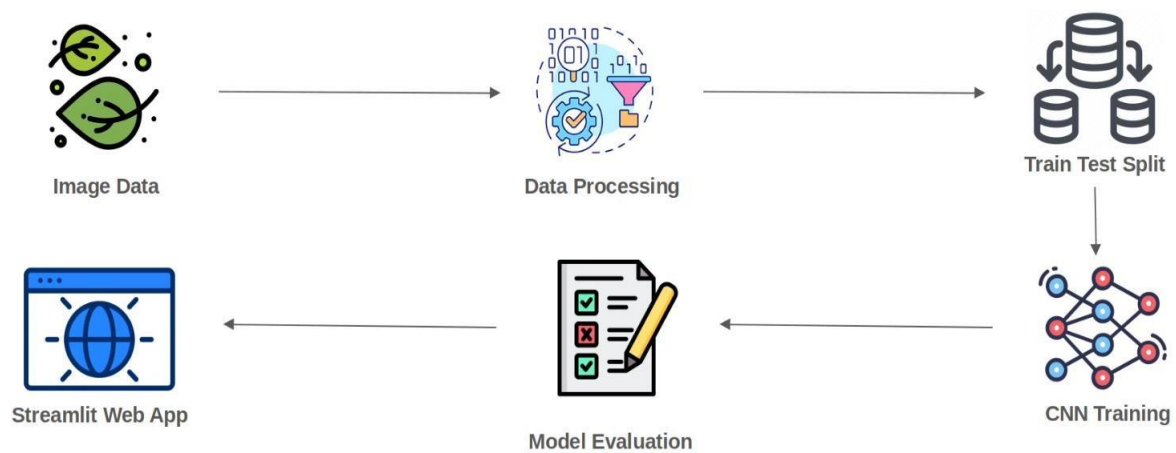 Image Data
Data Processing
Train Test Split
Streamlit Web App
Model Evaluation
CNN Training